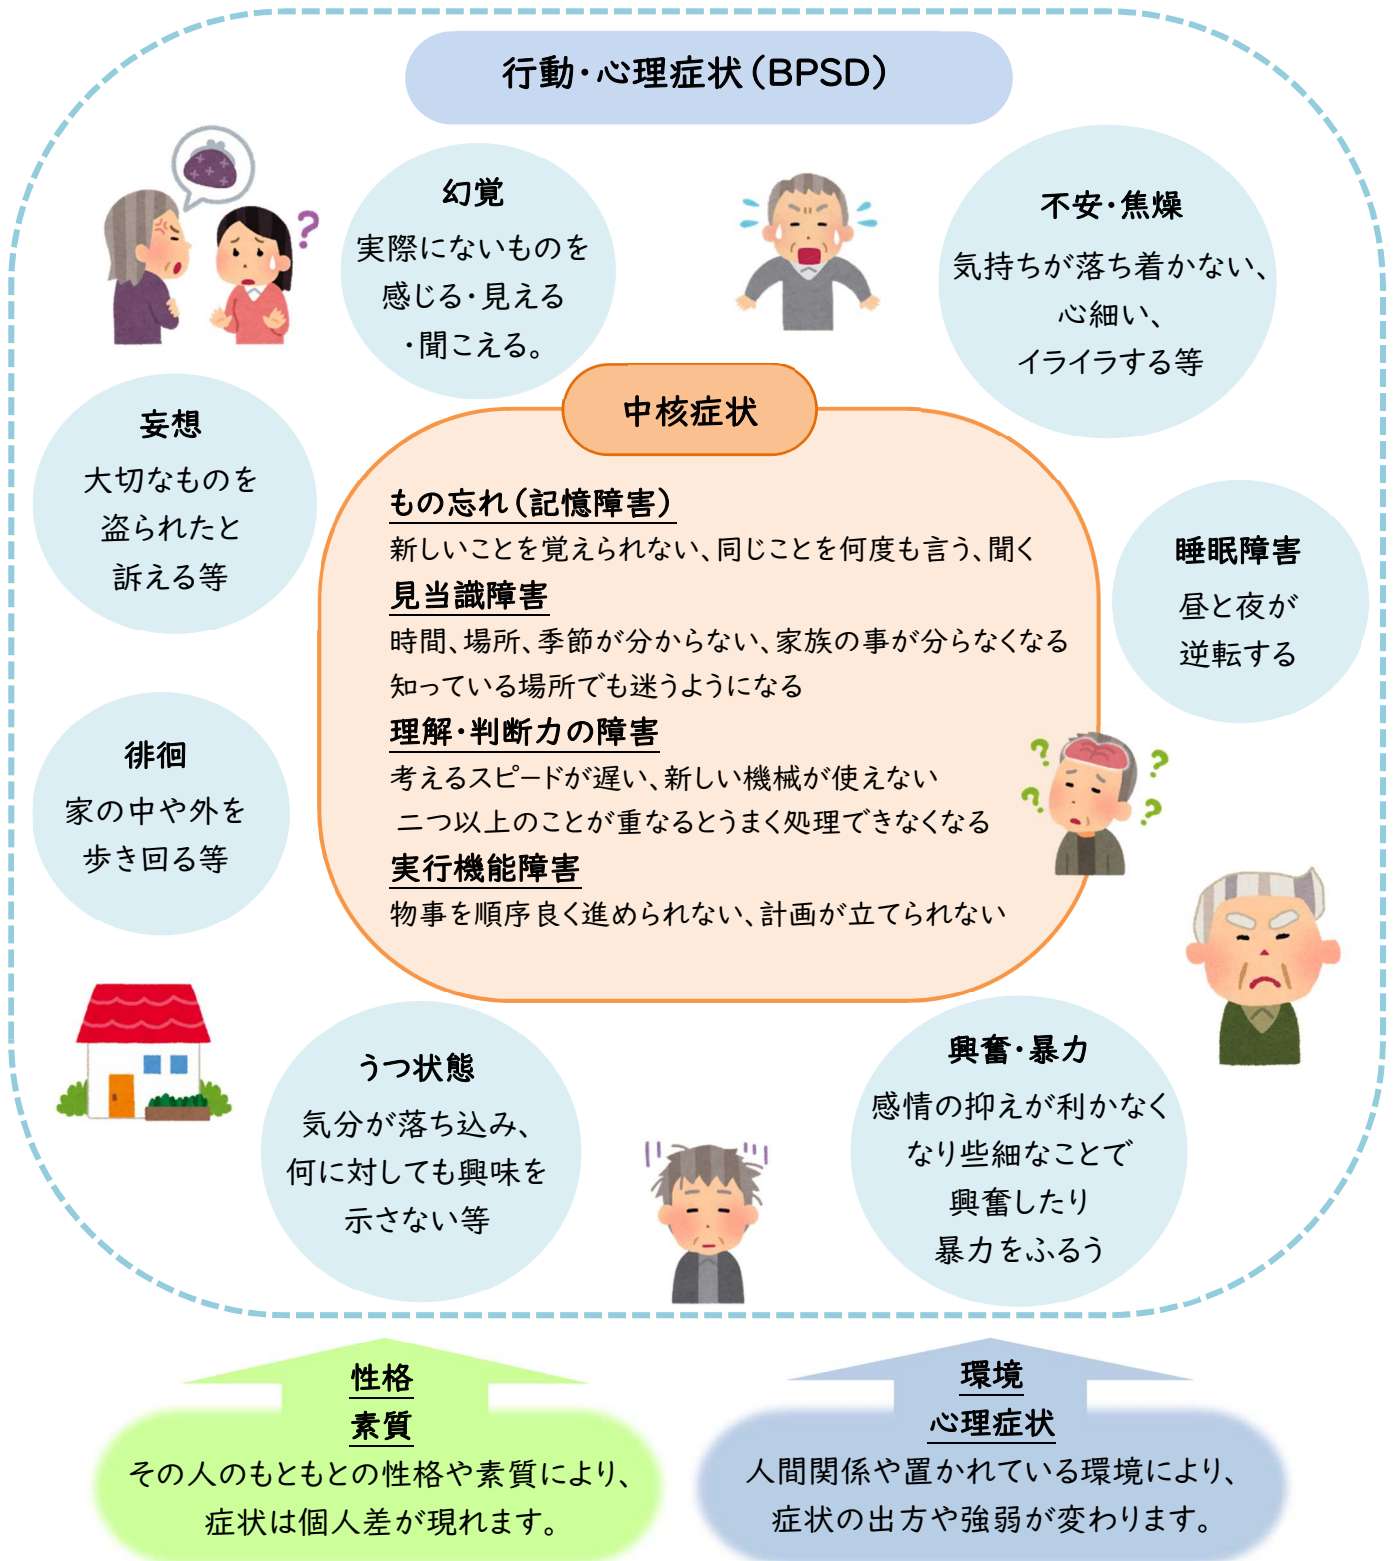 行動・心理症状（BPSD）
幻覚
実際にないものを
感じる・見える
・聞こえる。
不安・焦燥
気持ちが落ち着かない、
心細い、
イライラする等
妄想
大切なものを
盗られたと
訴える等
中核症状
もの忘れ（記憶障害）
新しいことを覚えられない、同じことを何度も言う、聞く
見当識障害
時間、場所、季節が分からない、家族の事が分らなくなる
知っている場所でも迷うようになる
理解・判断力の障害
考えるスピードが遅い、新しい機械が使えない
二つ以上のことが重なるとうまく処理できなくなる
実行機能障害
物事を順序良く進められない、計画が立てられない
睡眠障害
昼と夜が
逆転する
徘徊
家の中や外を
歩き回る等
うつ状態
気分が落ち込み、
何に対しても興味を
示さない等
興奮・暴力
感情の抑えが利かなく
なり些細なことで
興奮したり
暴力をふるう
性格
素質
その人のもともとの性格や素質により、
症状は個人差が現れます。
環境
心理症状
人間関係や置かれている環境により、
症状の出方や強弱が変わります。